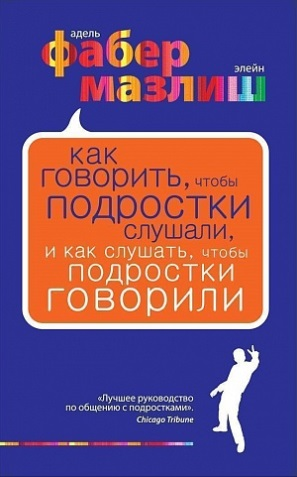 адель
фабер
элейн
мазлиш
как
говорить, чтобы
подростки
слушали,
и как слушать, чтобы
подростки
говорили
«Лучшее руководство
по общению с подростками».
Chicago Tribune